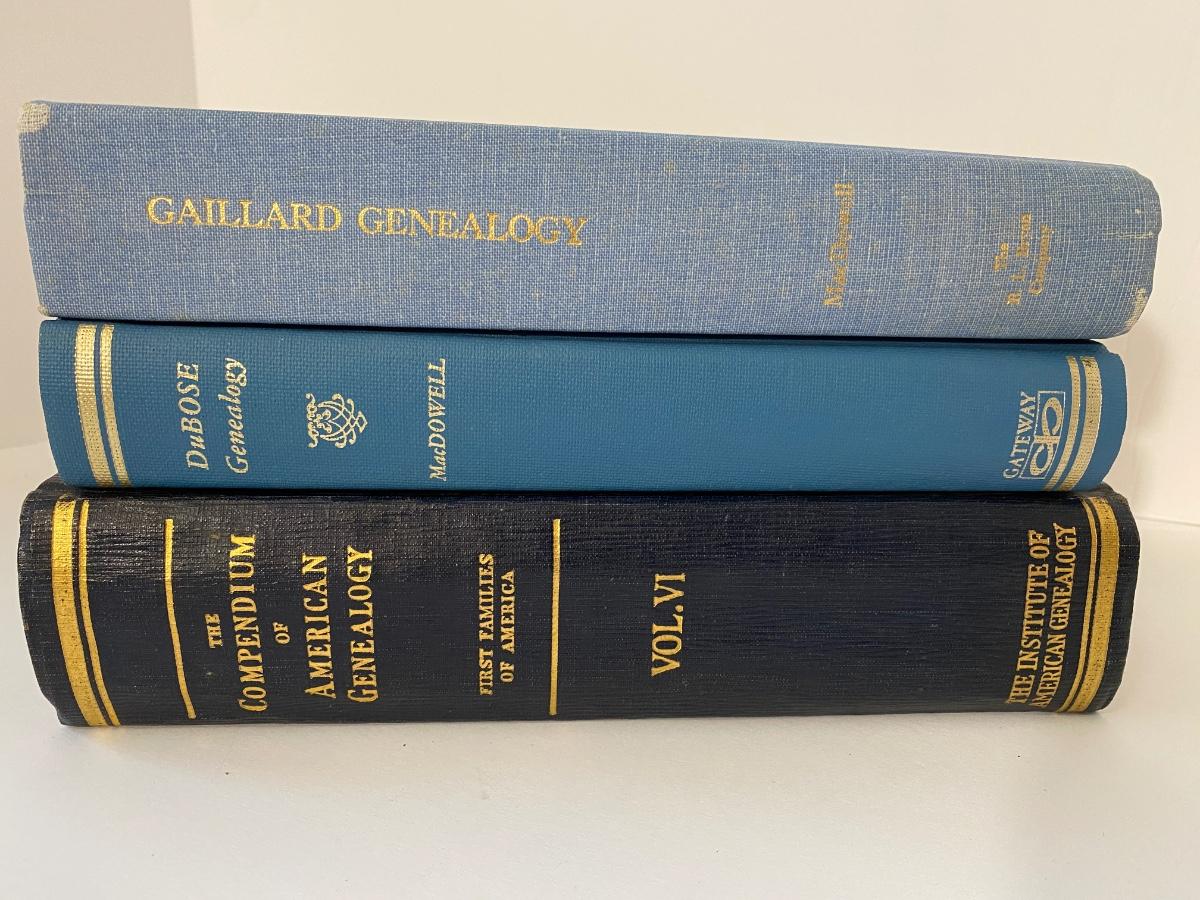 GAILLARD GENEALOGY
MacDowell
The
R. L. Bryan
Company
DuBOSE
Genealogy
MacDOWELL
GATEWAY
THE
COMPENDIUM
OF
AMERICAN
GENEALOGY
FIRST FAMILIES
OF AMERICA
VOL.VI
THE INSTITUTE OF
AMERICAN GENEALOGY